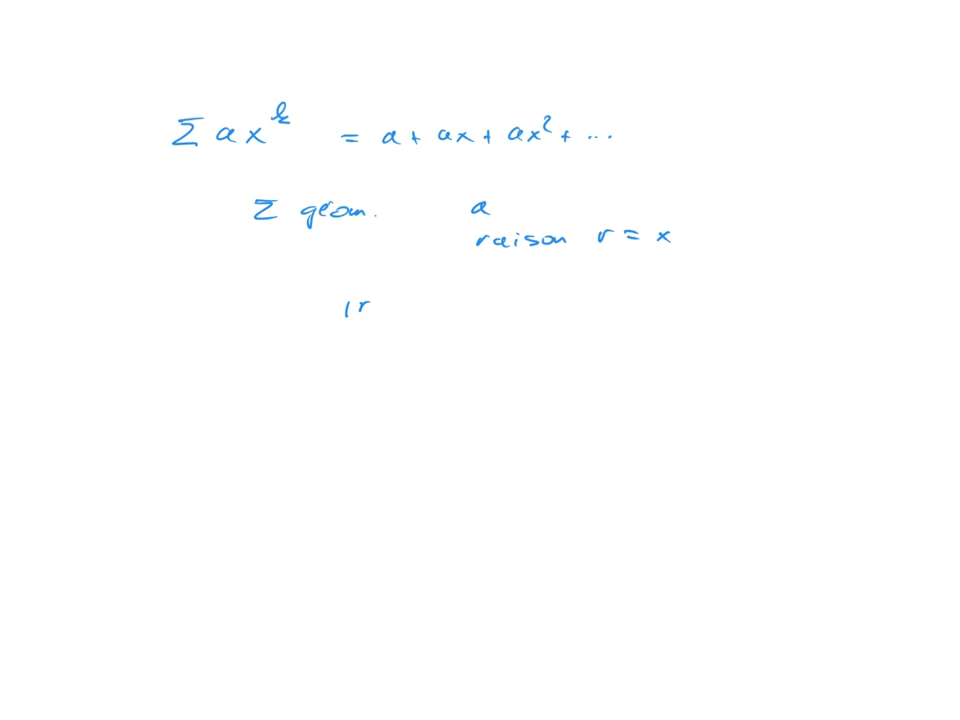 Σ a x^k = a + ax + ax² + ...
Σ géom. a
raison r = x
|r